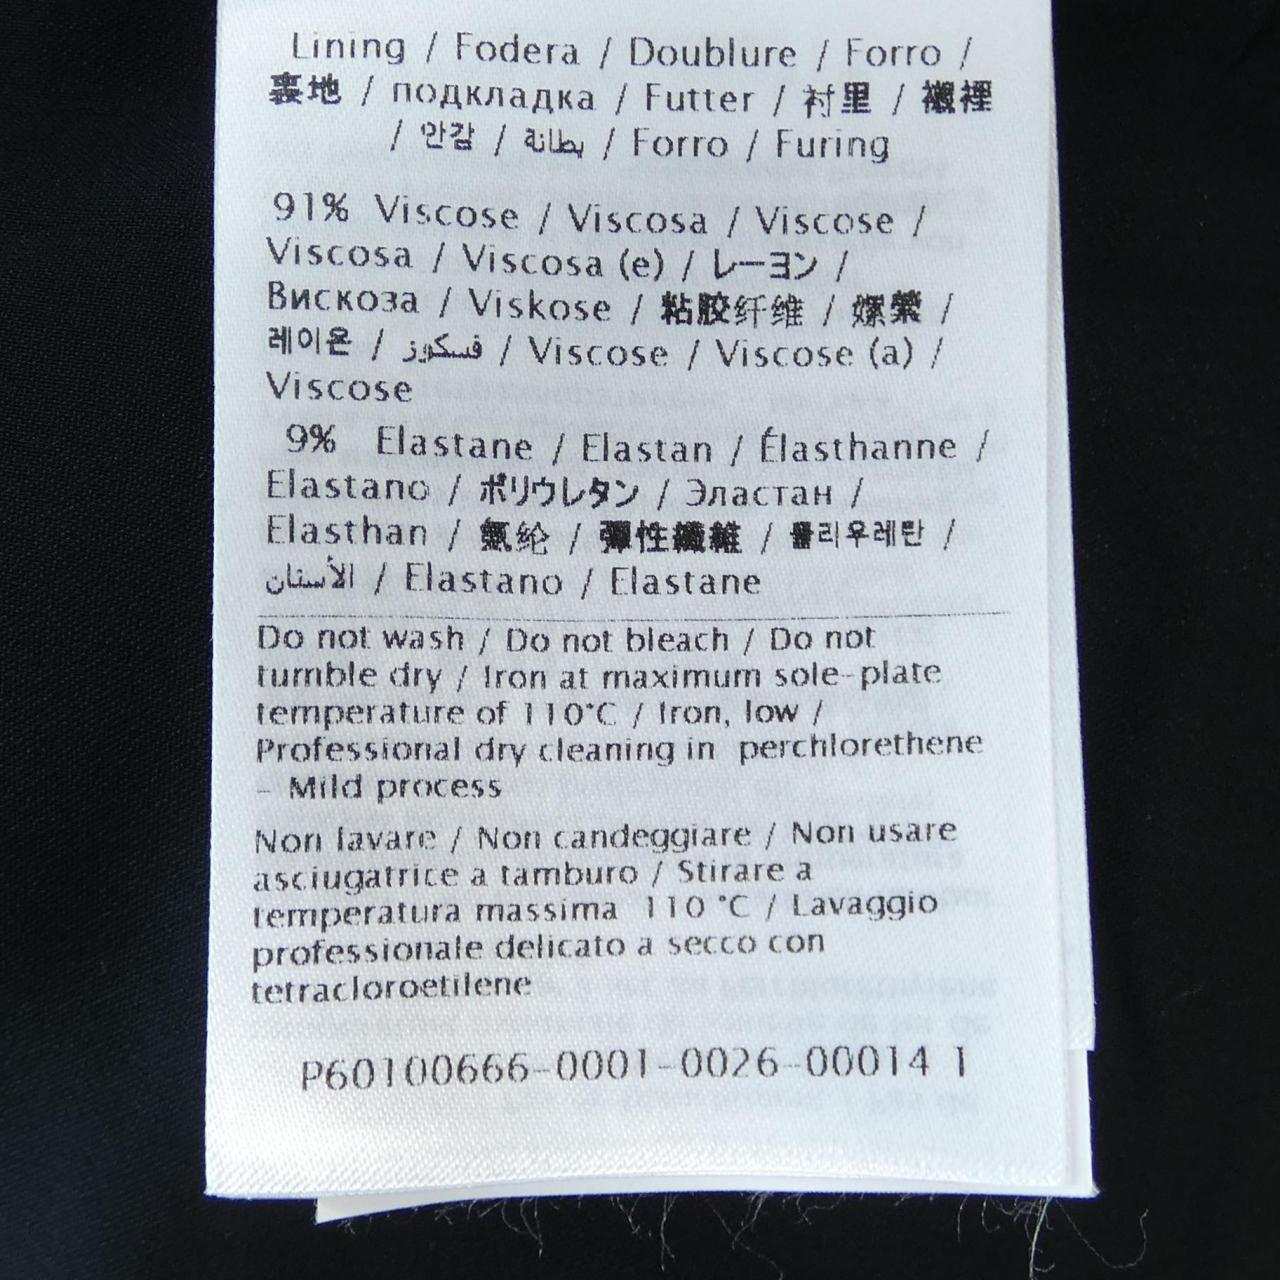 Lining / Fodera / Doublure / Forro /
裏地 / подкладка / Futter / 衬里 / 襯裡
/ 안감 / بطانة / Forro / Furing
91% Viscose / Viscosa / Viscose /
Viscosa / Viscosa (e) / レーヨン /
Вискоза / Viskose / 粘胶纤维 / 嫘縈 /
레이온 / فسكوز / Viscose / Viscose (a) /
Viscose
9% Elastane / Elastan / Élasthanne /
Elastano / ポリウレタン / Эластан /
Elasthan / 氨纶 / 彈性纖維 / 폴리우레탄 /
الأستان / Elastano / Elastane
Do not wash / Do not bleach / Do not
tumble dry / Iron at maximum sole-plate
temperature of 110°C / Iron, low /
Professional dry cleaning in perchlorethene
- Mild process
Non lavare / Non candeggiare / Non usare
asciugatrice a tamburo / Stirare a
temperatura massima 110 °C / Lavaggio
professionale delicato a secco con
tetracloroetilene
P60100666-0001-0026-00014 1